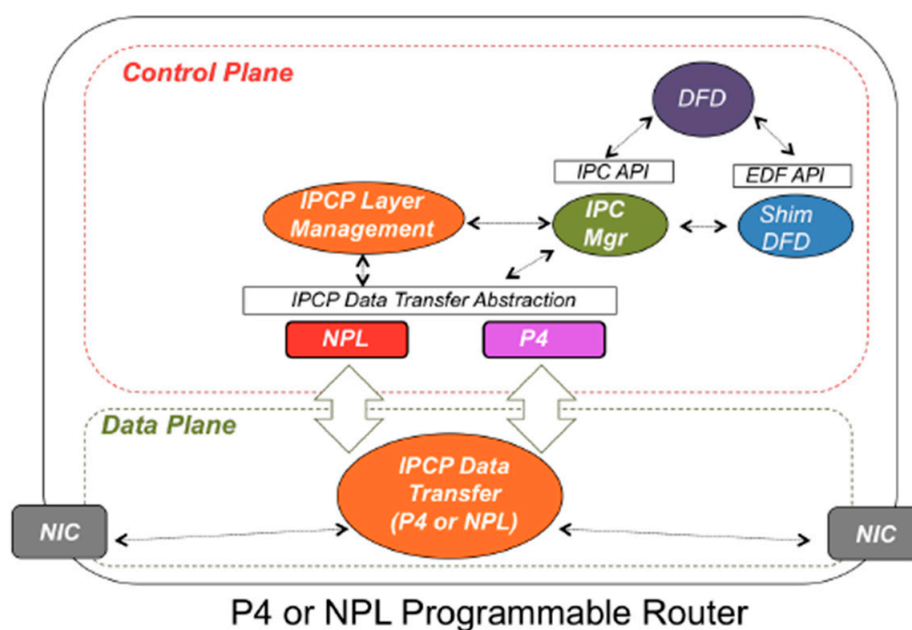 Control Plane
DFD
IPC API
EDF API
IPCP Layer
Management
IPC
Mgr
Shim
DFD
IPCP Data Transfer Abstraction
NPL
P4
Data Plane
IPCP Data
Transfer
(P4 or NPL)
NIC
NIC
P4 or NPL Programmable Router